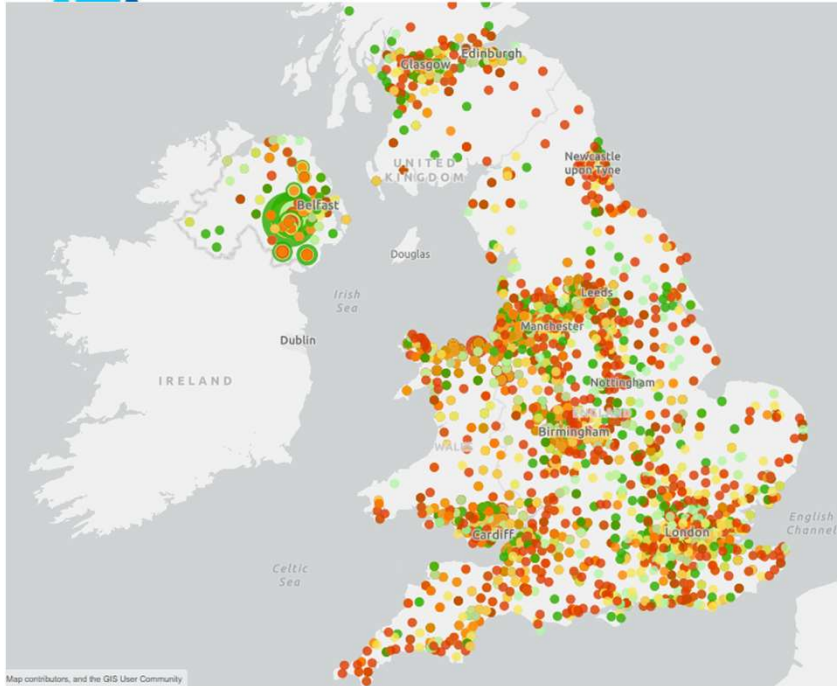 Edinburgh
Glasgow
UNITED
KINGDOM
Newcastle
upon Tyne
Belfast
Douglas
Irish
Sea
Leeds
Manchester
Dublin
IRELAND
Nottingham
ENGLAND
Birmingham
WALES
Cardiff
London
English
Channel
Celtic
Sea
Map contributors, and the GIS User Community